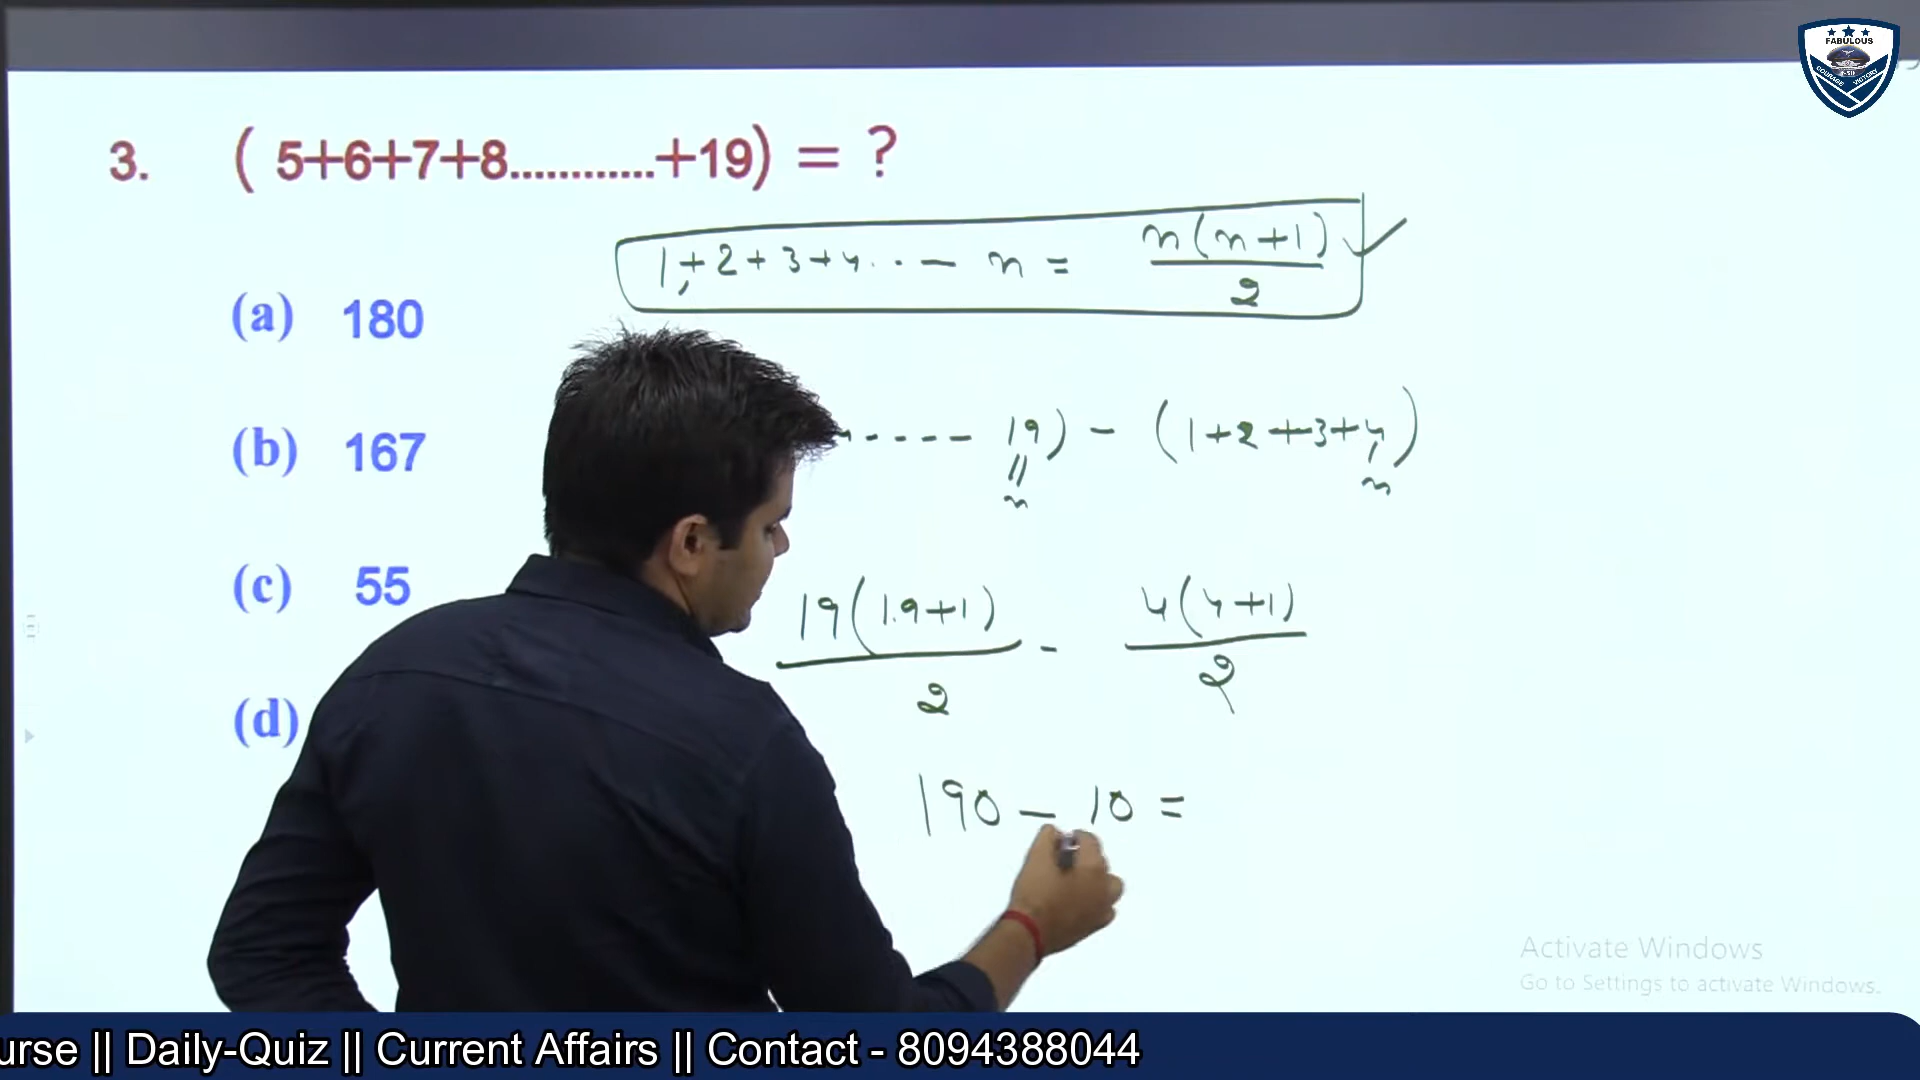 FABULOUS
COURAGE VICTORY
3. ( 5+6+7+8............+19) = ?
1+2+3+4..- n = n(n+1)/2
(a) 180
----- 19) - (1+2+3+4)
n n
(b) 167
(c) 55
19(19+1)/2 - 4(4+1)/2
(d)
190 - 10 =
Activate Windows
Go to Settings to activate Windows.
urse || Daily-Quiz || Current Affairs || Contact - 8094388044